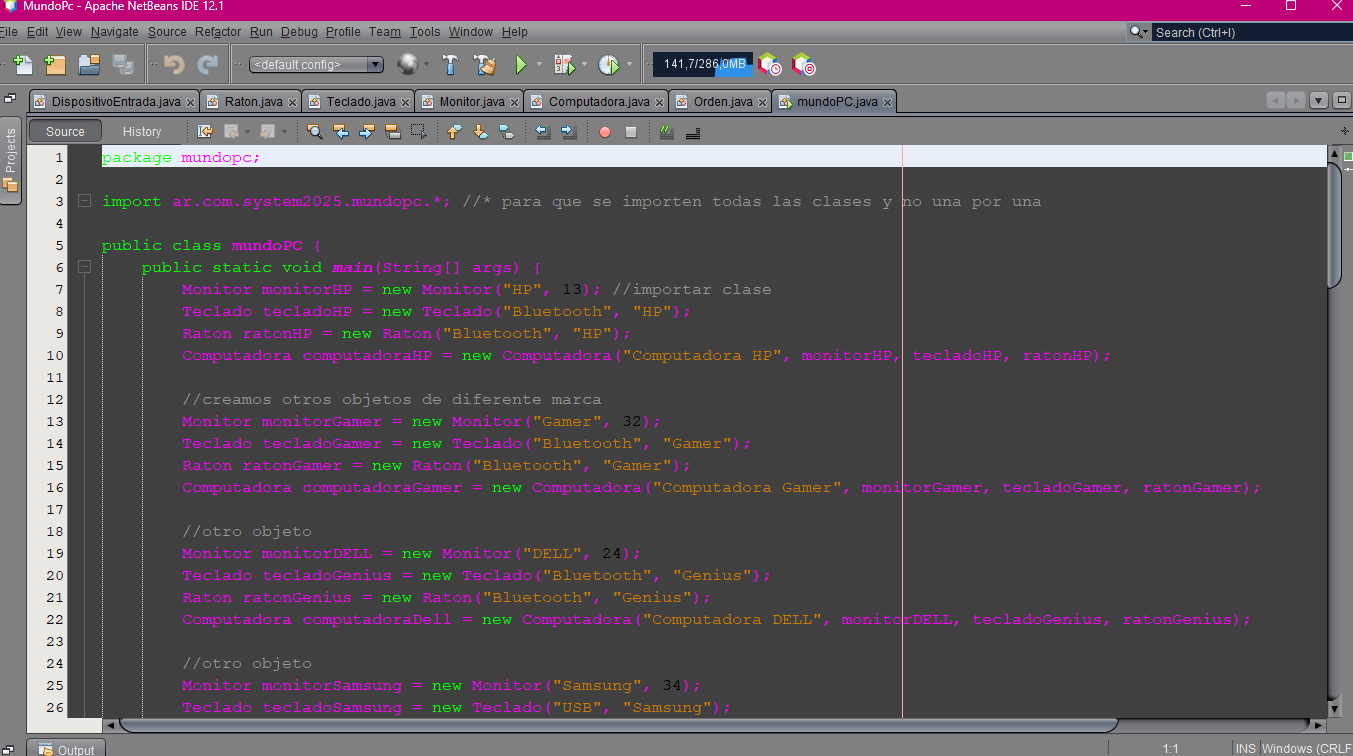 MundoPc - Apache NetBeans IDE 12.1
File Edit View Navigate Source Refactor Run Debug Profile Team Tools Window Help
Search (Ctrl+I)
<default config>
141,7/286,0MB
DispositivoEntrada.java Raton.java Teclado.java Monitor.java Computadora.java Orden.java mundoPC.java
Projects
Source History
1 package mundopc;
2
3 import ar.com.system2025.mundopc.*; //* para que se importen todas las clases y no una por una
4
5 public class mundoPC {
6 public static void main(String[] args) {
7 Monitor monitorHP = new Monitor("HP", 13); //importar clase
8 Teclado tecladoHP = new Teclado("Bluetooth", "HP");
9 Raton ratonHP = new Raton("Bluetooth", "HP");
10 Computadora computadoraHP = new Computadora("Computadora HP", monitorHP, tecladoHP, ratonHP);
11
12 //creamos otros objetos de diferente marca
13 Monitor monitorGamer = new Monitor("Gamer", 32);
14 Teclado tecladoGamer = new Teclado("Bluetooth", "Gamer");
15 Raton ratonGamer = new Raton("Bluetooth", "Gamer");
16 Computadora computadoraGamer = new Computadora("Computadora Gamer", monitorGamer, tecladoGamer, ratonGamer);
17
18 //otro objeto
19 Monitor monitorDELL = new Monitor("DELL", 24);
20 Teclado tecladoGenius = new Teclado("Bluetooth", "Genius");
21 Raton ratonGenius = new Raton("Bluetooth", "Genius");
22 Computadora computadoraDell = new Computadora("Computadora DELL", monitorDELL, tecladoGenius, ratonGenius);
23
24 //otro objeto
25 Monitor monitorSamsung = new Monitor("Samsung", 34);
26 Teclado tecladoSamsung = new Teclado("USB", "Samsung");
Output
1:1 INS Windows (CRLF